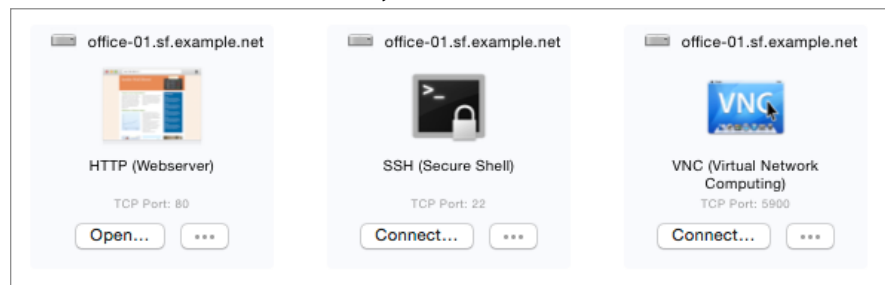 office-01.sf.example.net
HTTP (Webserver)
TCP Port: 80
Open...
...
office-01.sf.example.net
>_
SSH (Secure Shell)
TCP Port: 22
Connect...
...
office-01.sf.example.net
VNC
VNC (Virtual Network
Computing)
TCP Port: 5900
Connect...
...